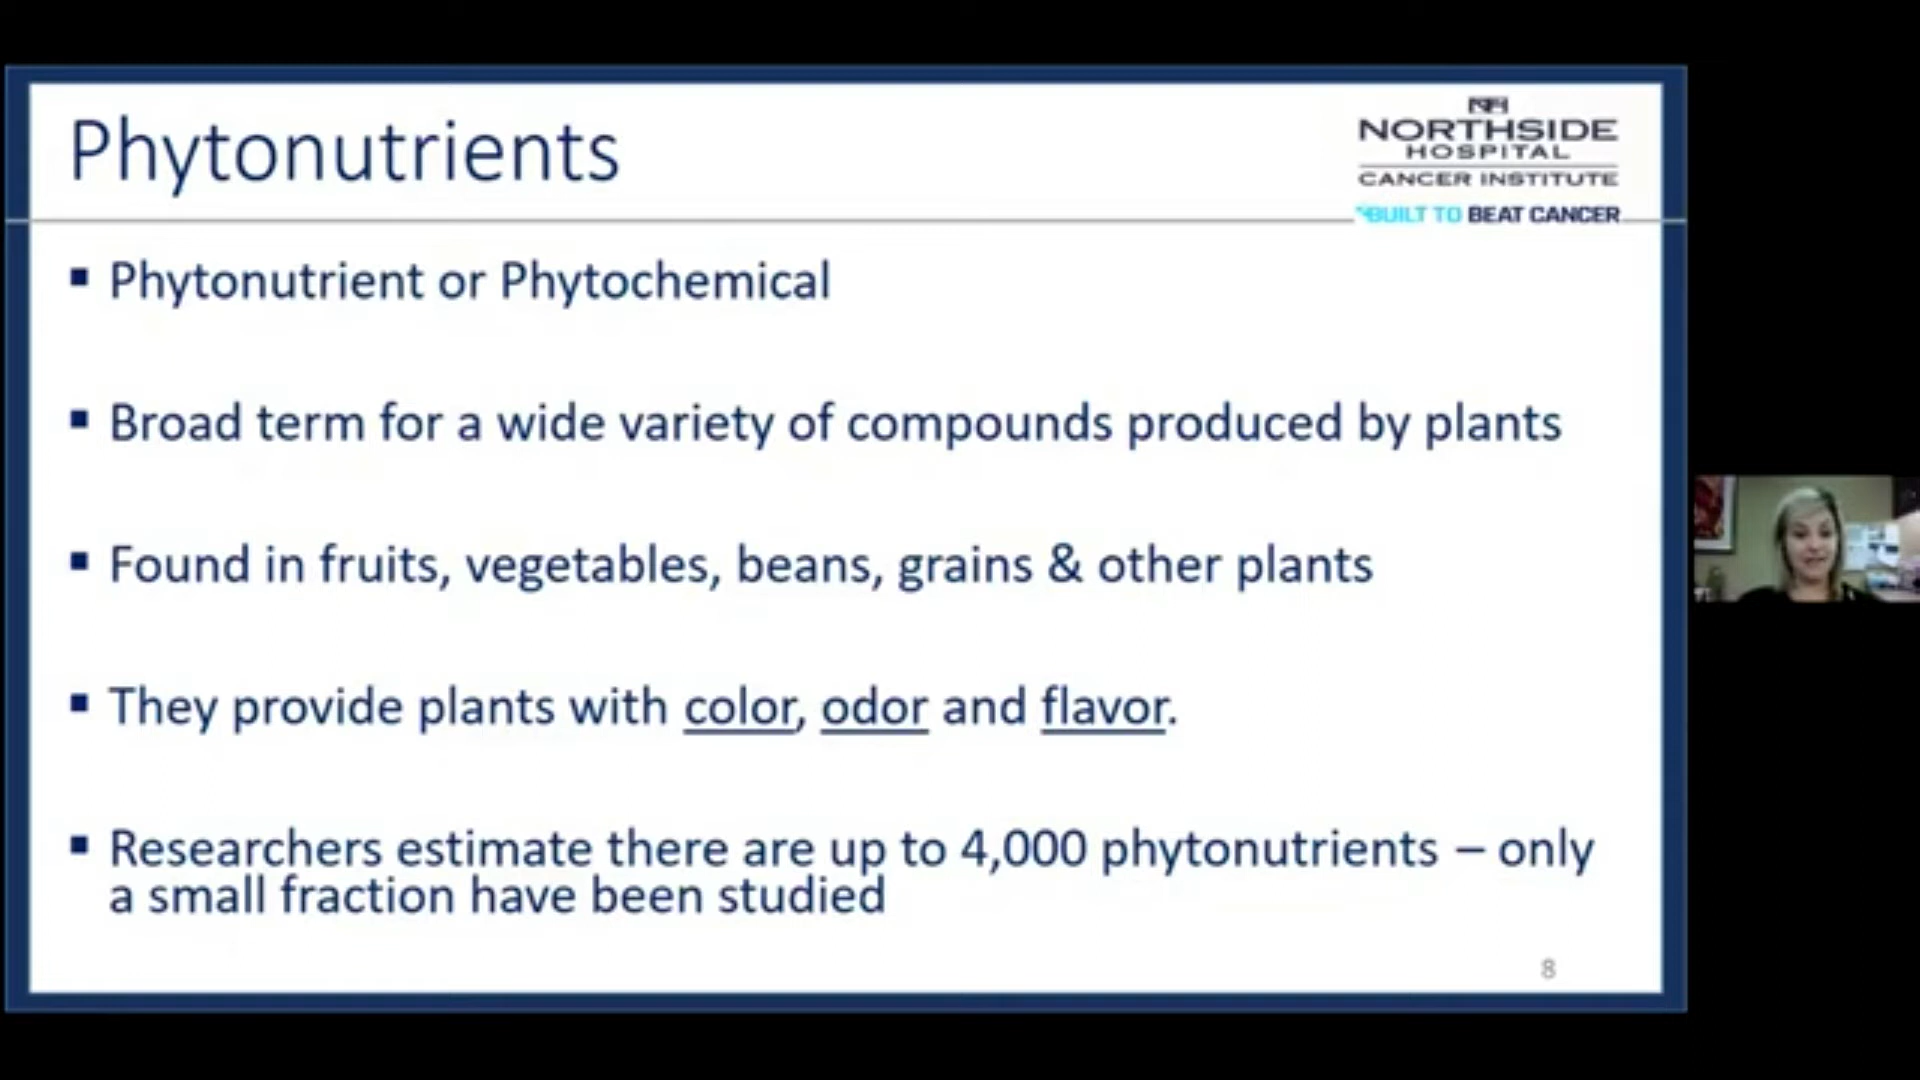 Phytonutrients
NH
NORTHSIDE
HOSPITAL
CANCER INSTITUTE
BUILT TO BEAT CANCER
▪ Phytonutrient or Phytochemical
▪ Broad term for a wide variety of compounds produced by plants
▪ Found in fruits, vegetables, beans, grains & other plants
▪ They provide plants with color, odor and flavor.
▪ Researchers estimate there are up to 4,000 phytonutrients – only
a small fraction have been studied
8